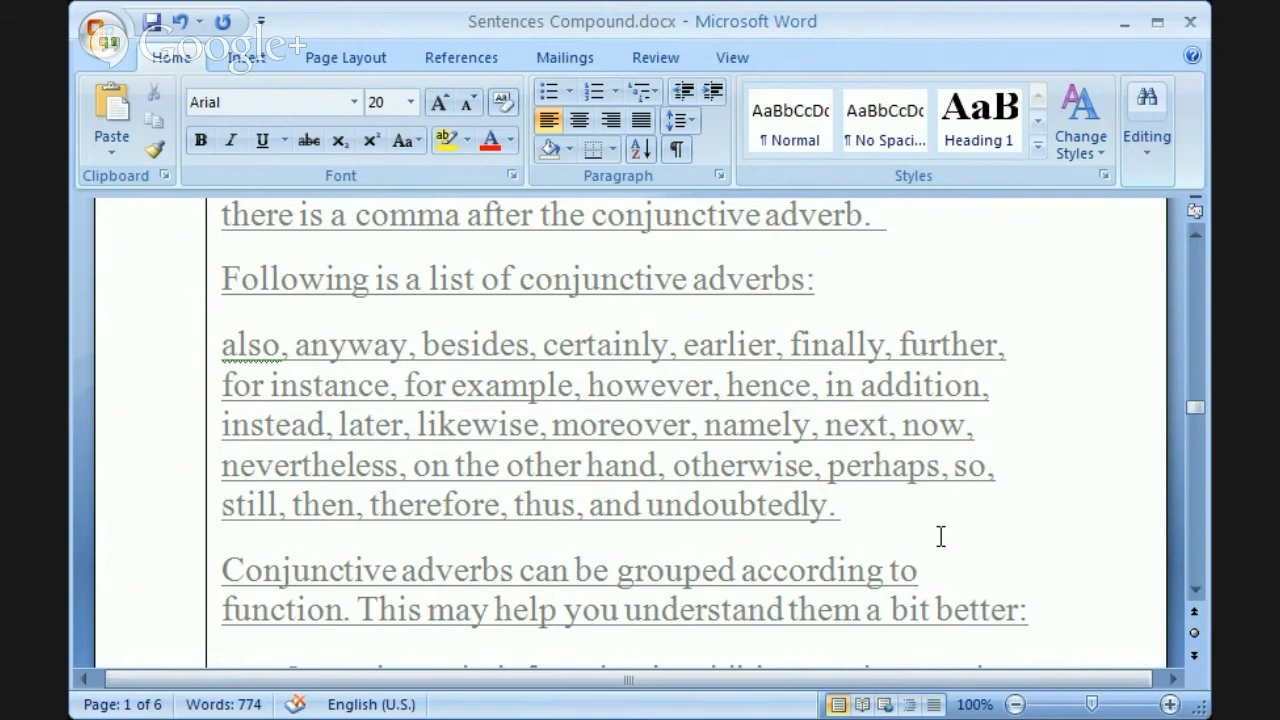 Sentences Compound.docx - Microsoft Word
Google+
Home Insert Page Layout References Mailings Review View
Paste
Arial 20
AaBbCcDc AaBbCcDc AaB
¶ Normal ¶ No Spaci... Heading 1
Change Styles
Editing
Clipboard Font Paragraph Styles
there is a comma after the conjunctive adverb.
Following is a list of conjunctive adverbs:
also, anyway, besides, certainly, earlier, finally, further,
for instance, for example, however, hence, in addition,
instead, later, likewise, moreover, namely, next, now,
nevertheless, on the other hand, otherwise, perhaps, so,
still, then, therefore, thus, and undoubtedly.
Conjunctive adverbs can be grouped according to
function. This may help you understand them a bit better:
Page: 1 of 6 Words: 774 English (U.S.) 100%